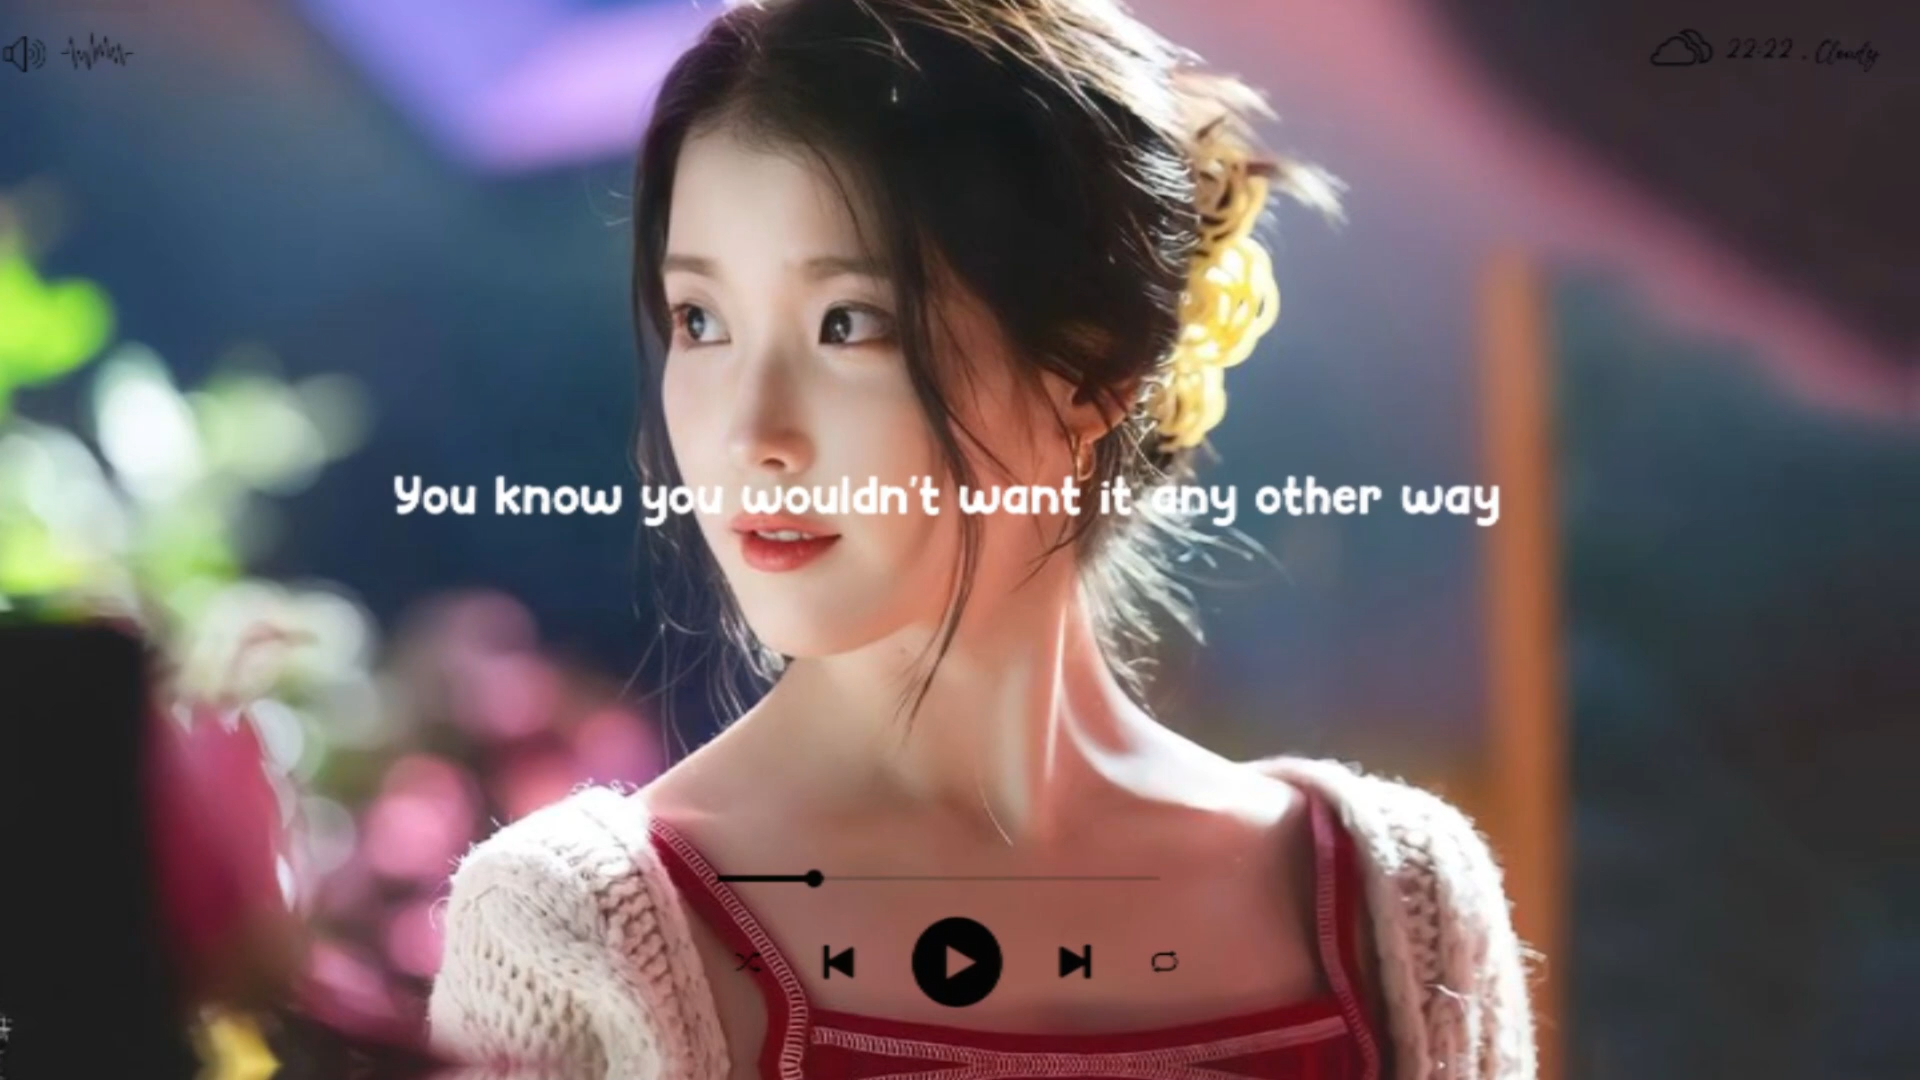 22:22 . Cloudy
You know you wouldn't want it any other way